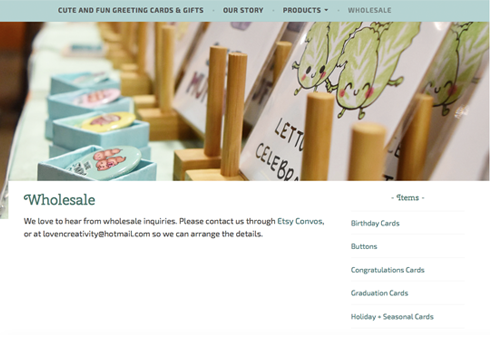 CUTE AND FUN GREETING CARDS & GIFTS - OUR STORY - PRODUCTS - WHOLESALE
LETTU
CELEBRA
Wholesale
We love to hear from wholesale inquiries. Please contact us through Etsy Convos,
or at lovencreativity@hotmail.com so we can arrange the details.
- Items -
Birthday Cards
Buttons
Congratulations Cards
Graduation Cards
Holiday + Seasonal Cards